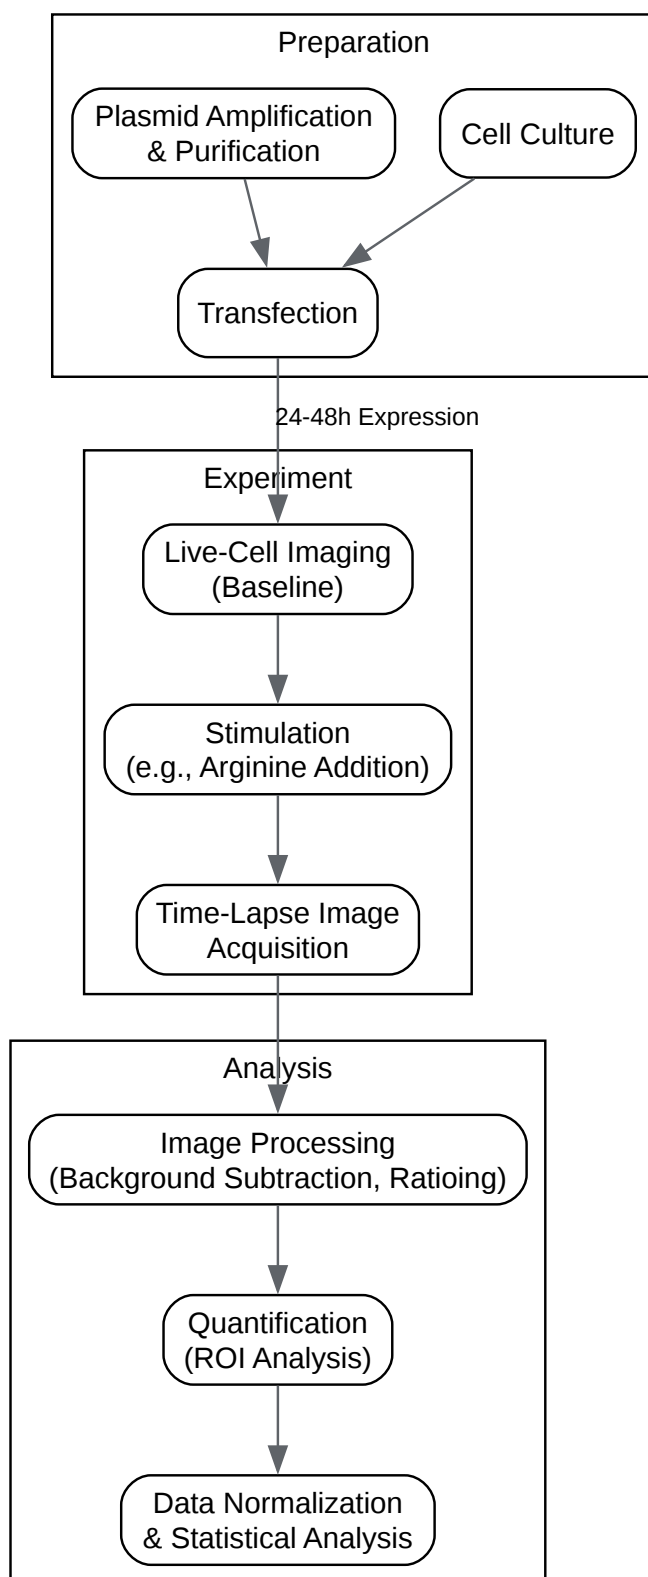 Preparation
Plasmid Amplification
& Purification
Cell Culture
Transfection
24-48h Expression
Experiment
Live-Cell Imaging
(Baseline)
Stimulation
(e.g., Arginine Addition)
Time-Lapse Image
Acquisition
Analysis
Image Processing
(Background Subtraction, Ratioing)
Quantification
(ROI Analysis)
Data Normalization
& Statistical Analysis